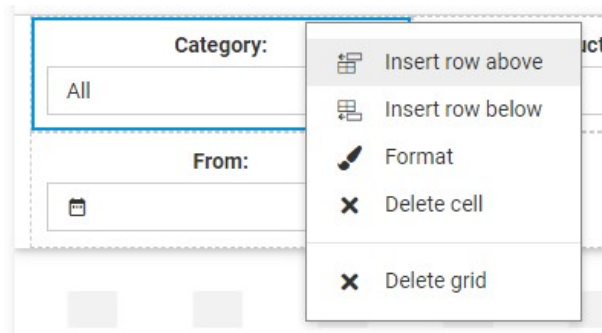 Category:
All
From:
Insert row above
Insert row below
Format
Delete cell
Delete grid